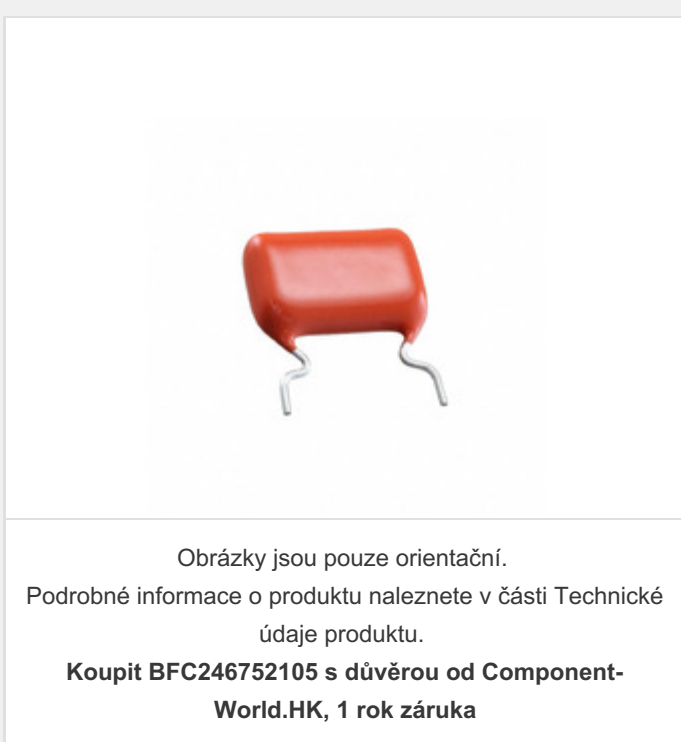 Obrázky jsou pouze orientační.
Podrobné informace o produktu naleznete v části Technické
údaje produktu.
Koupit BFC246752105 s důvěrou od Component-
World.HK, 1 rok záruka